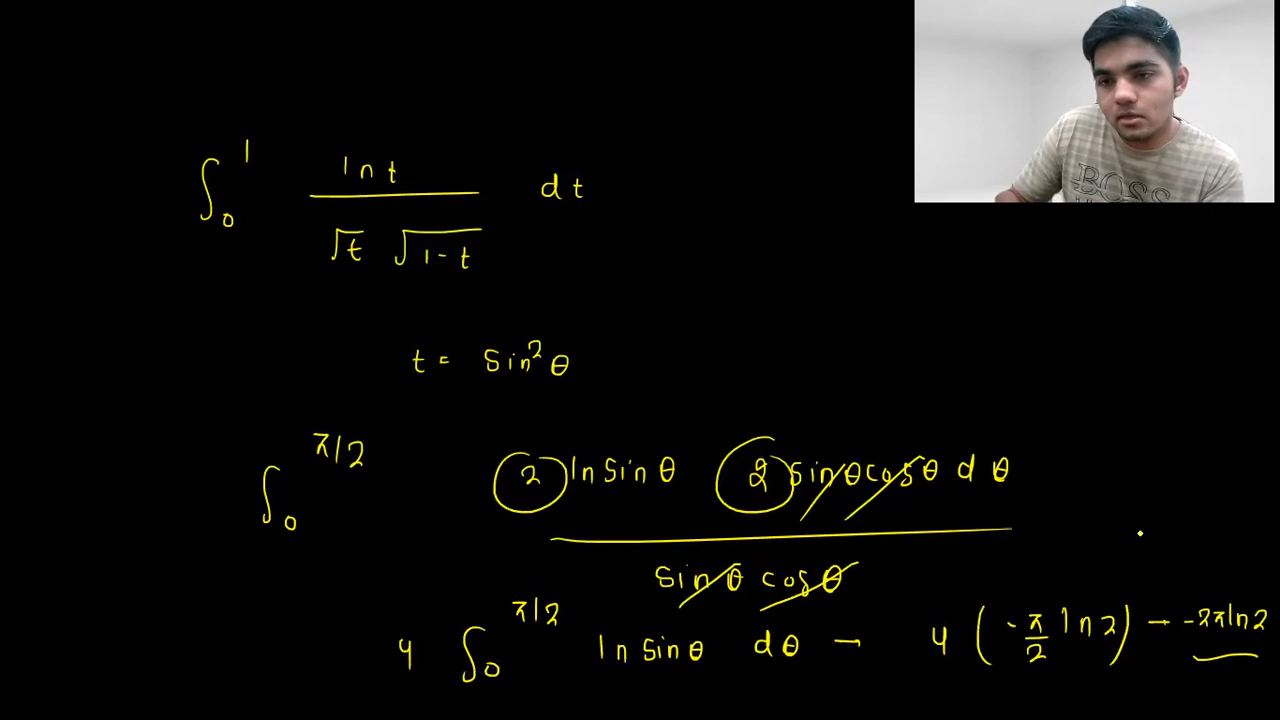 ∫₀¹ ln t / (√t √(1-t)) dt
t = sin²θ
∫₀^(π/2) 2 ln sin θ 2 sinθ cosθ dθ / (sinθ cosθ)
4 ∫₀^(π/2) ln sinθ dθ → 4 (-π/2 ln 2) → -2π ln 2
BOSS